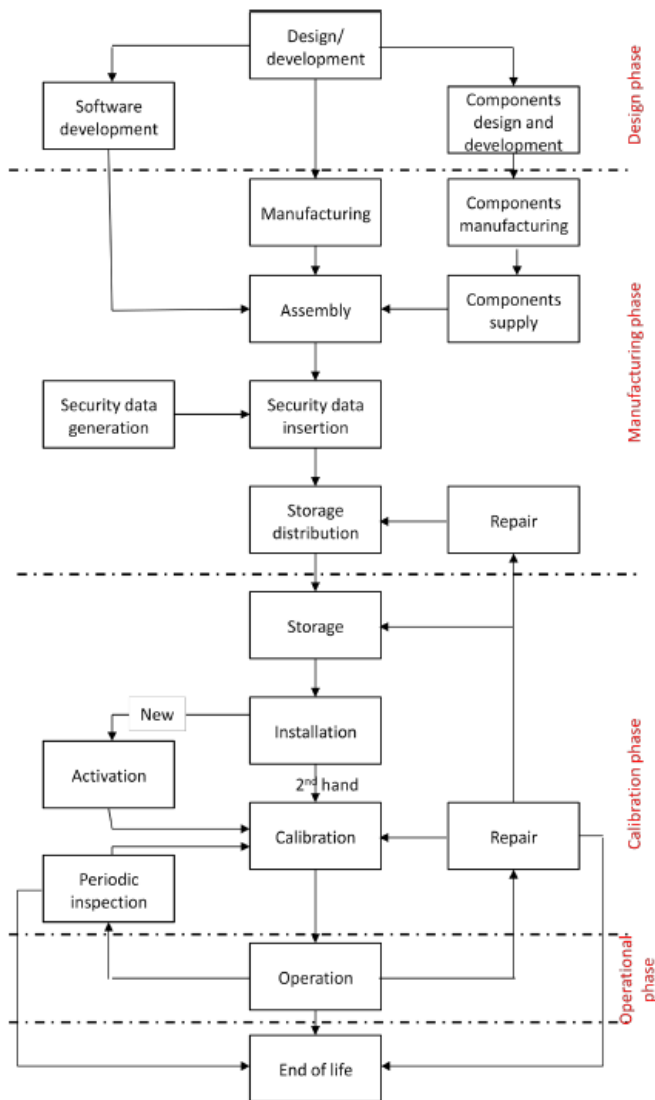 Design/
development
Software
development
Components
design and
development
Design phase
Manufacturing
Components
manufacturing
Assembly
Components
supply
Manufacturing phase
Security data
generation
Security data
insertion
Storage
distribution
Repair
Storage
New
Installation
Activation
2nd hand
Calibration
Repair
Calibration phase
Periodic
inspection
Operation
Operational
phase
End of life